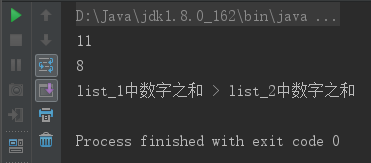 D:\Java\jdk1.8.0_162\bin\java ...
11
8
list_1中数字之和 > list_2中数字之和
Process finished with exit code 0